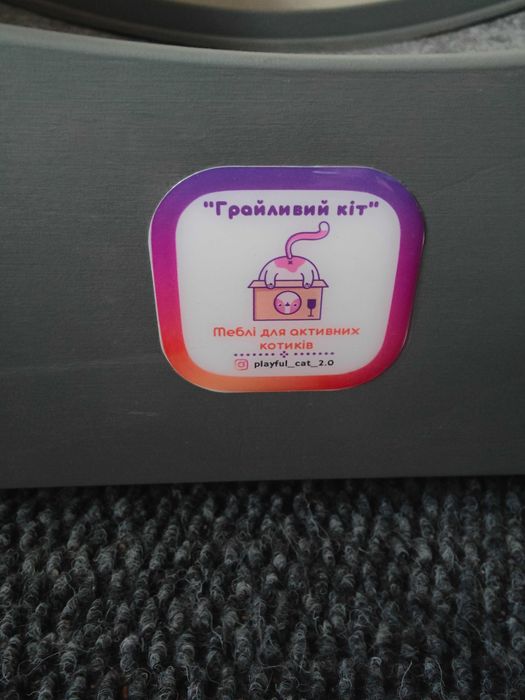 "Грайливий кіт"
Меблі для активних
котиків
playful_cat_2.0